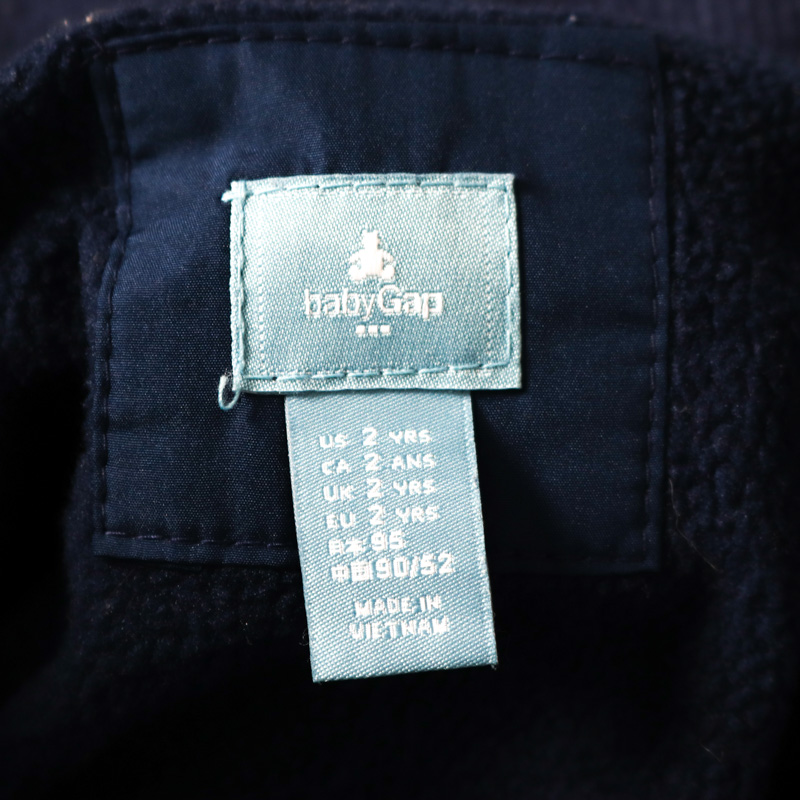 babyGap
US 2 YRS
CA 2 ANS
UK 2 YRS
EU 2 YRS
日本 95
中国 90/52
MADE IN
VIETNAM